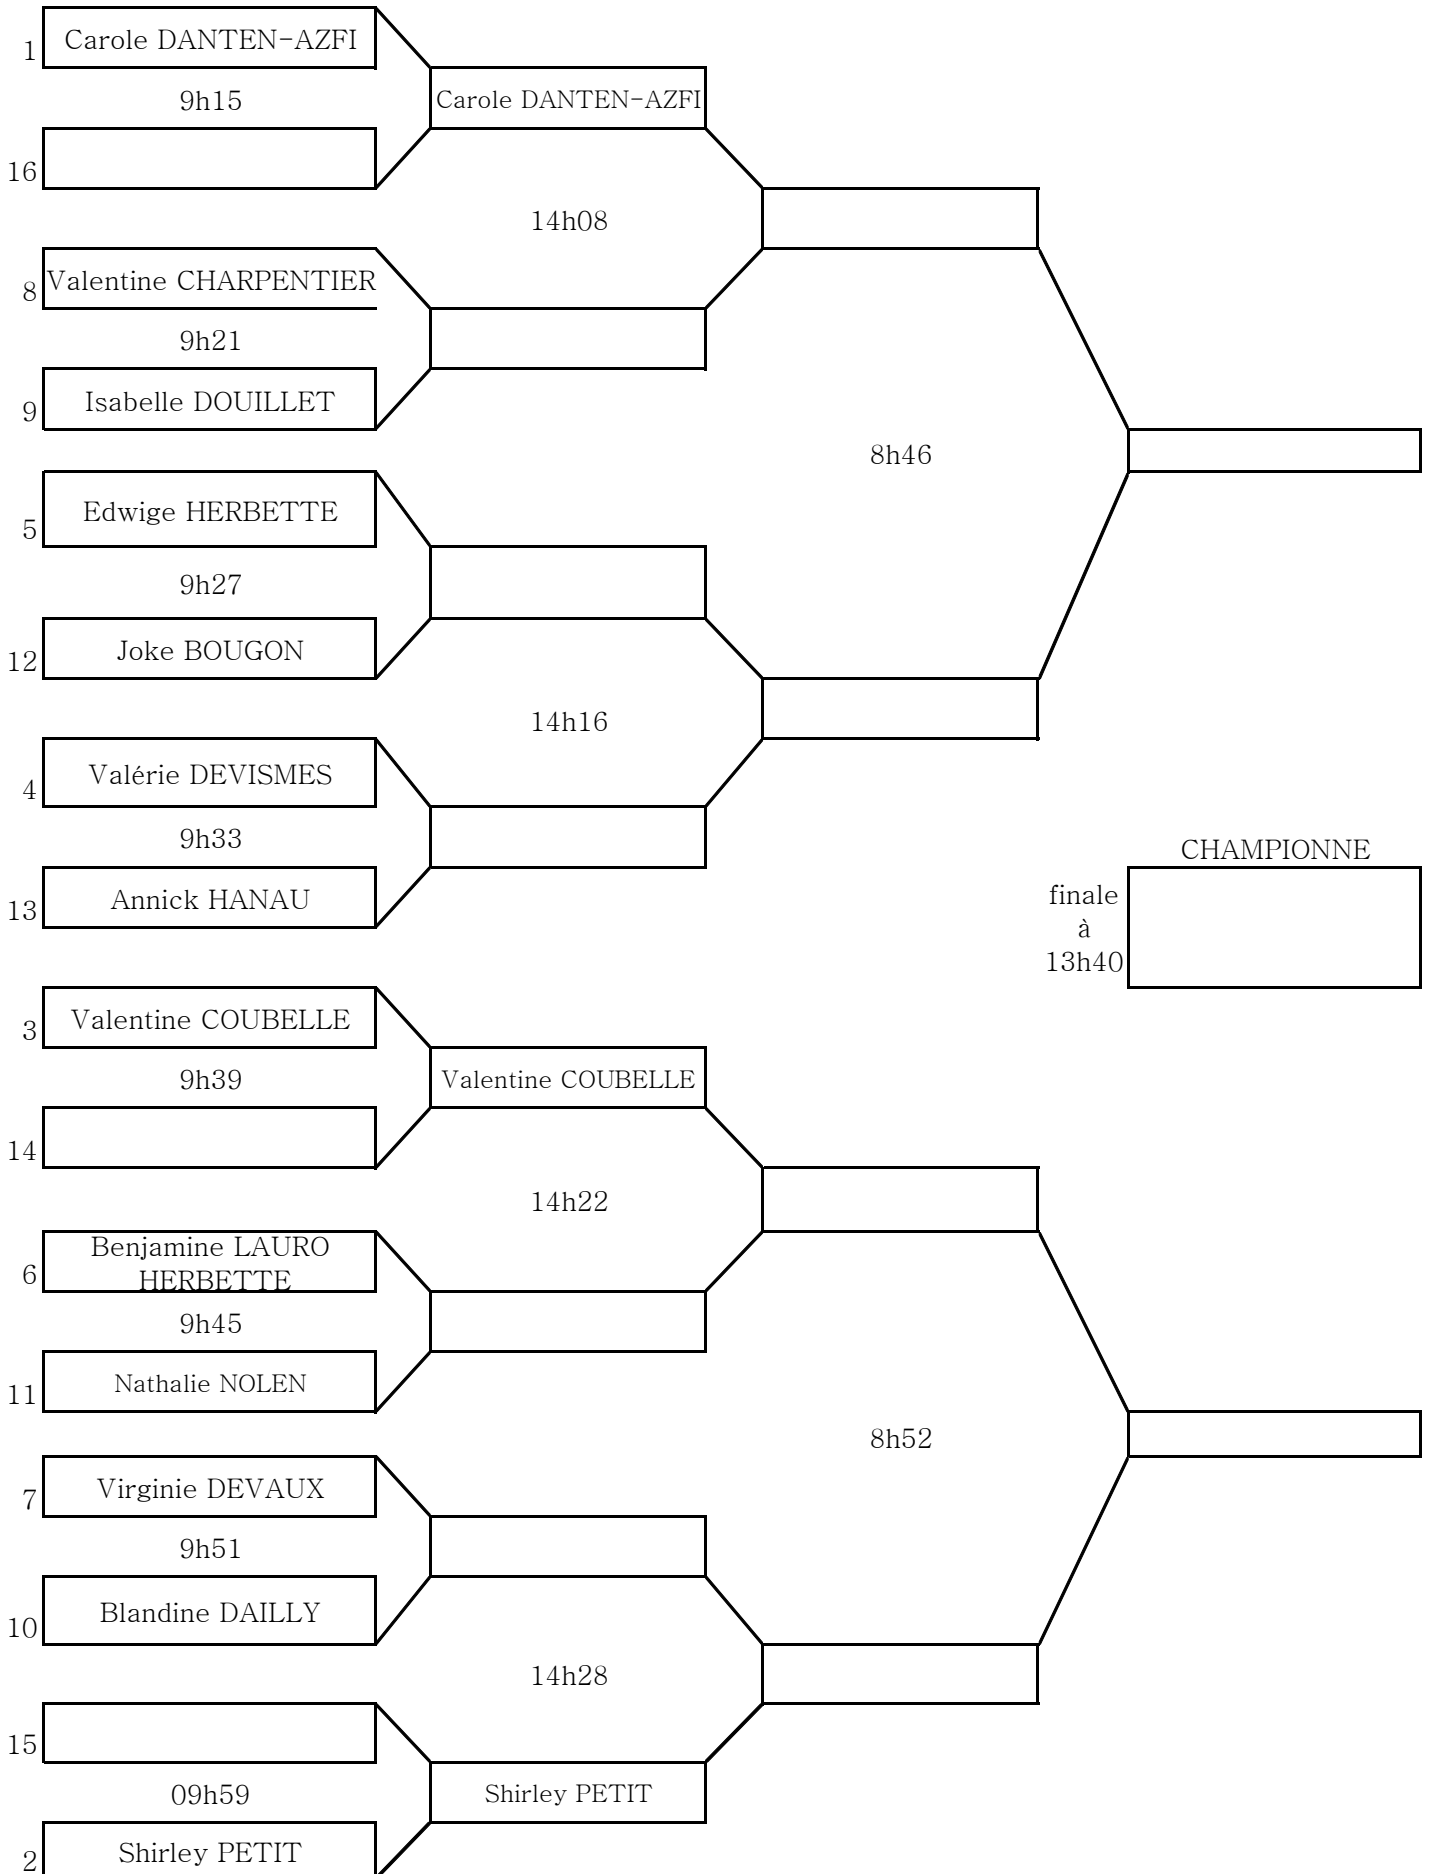 1 Carole DANTEN-AZFI
9h15
Carole DANTEN-AZFI
16
14h08
8 Valentine CHARPENTIER
9h21
9 Isabelle DOUILLET
8h46
5 Edwige HERBETTE
9h27
12 Joke BOUGON
14h16
4 Valérie DEVISMES
9h33
13 Annick HANAU
CHAMPIONNE
finale
à
13h40
3 Valentine COUBELLE
9h39
Valentine COUBELLE
14
14h22
6 Benjamine LAURO
HERBETTE
9h45
11 Nathalie NOLEN
8h52
7 Virginie DEVAUX
9h51
10 Blandine DAILLY
14h28
15
09h59
Shirley PETIT
2 Shirley PETIT